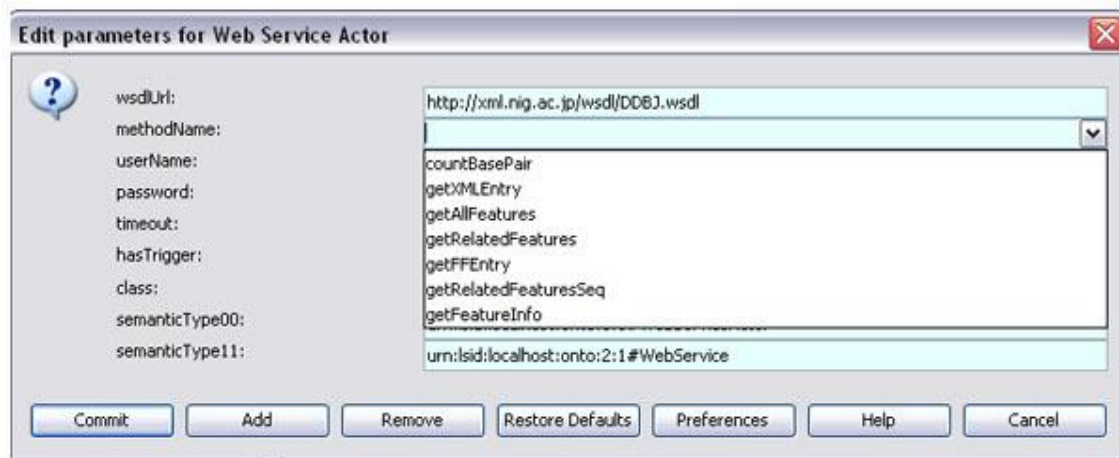 Edit parameters for Web Service Actor
wsdlUrl: http://xml.nig.ac.jp/wsdl/DDBJ.wsdl
methodName:
userName: countBasePair
password: getXMLEntry
timeout: getAllFeatures
hasTrigger: getRelatedFeatures
class: getFFEntry
semanticType00: getRelatedFeaturesSeq
getFeatureInfo
semanticType11: urn:lsid:localhost:onto:2:1#WebService
Commit Add Remove Restore Defaults Preferences Help Cancel